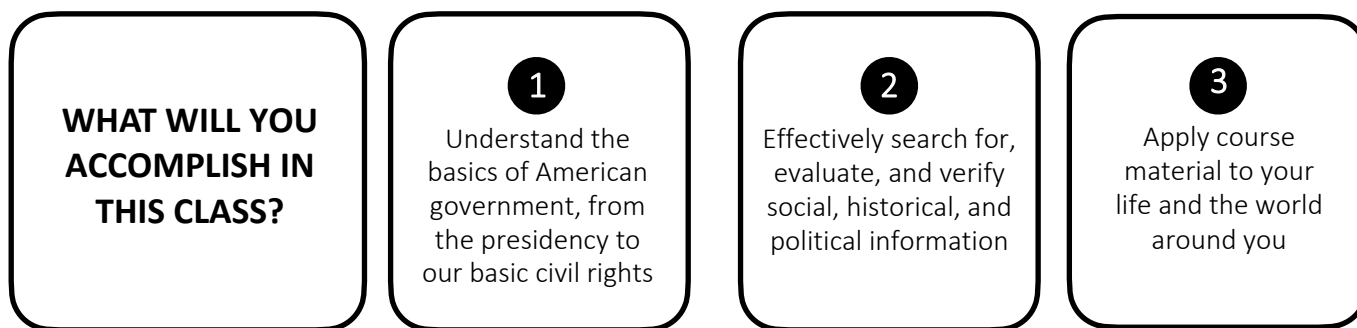 WHAT WILL YOU
ACCOMPLISH IN
THIS CLASS?
1
Understand the
basics of American
government, from
the presidency to
our basic civil rights
2
Effectively search for,
evaluate, and verify
social, historical, and
political information
3
Apply course
material to your
life and the world
around you